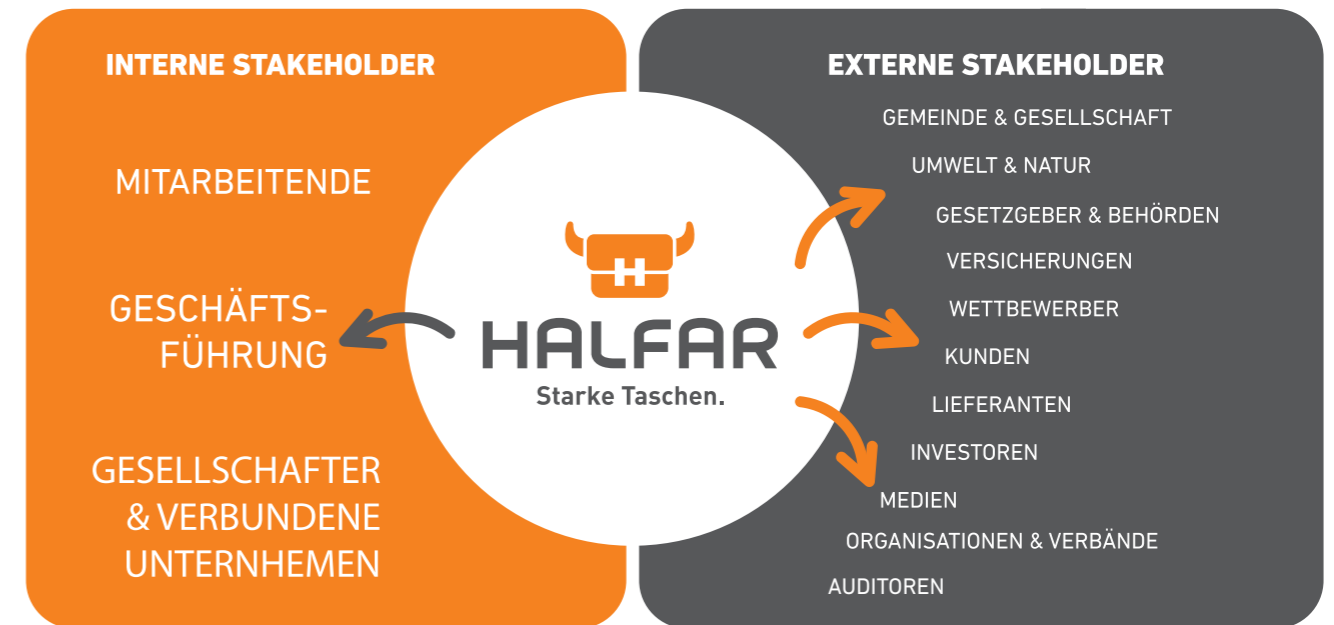 INTERNE STAKEHOLDER
MITARBEITENDE
GESCHÄFTS-
FÜHRUNG
GESELLSCHAFTER
& VERBUNDENE
UNTERNHEMEN
H
HALFAR
Starke Taschen.
EXTERNE STAKEHOLDER
GEMEINDE & GESELLSCHAFT
UMWELT & NATUR
GESETZGEBER & BEHÖRDEN
VERSICHERUNGEN
WETTBEWERBER
KUNDEN
LIEFERANTEN
INVESTOREN
MEDIEN
ORGANISATIONEN & VERBÄNDE
AUDITOREN